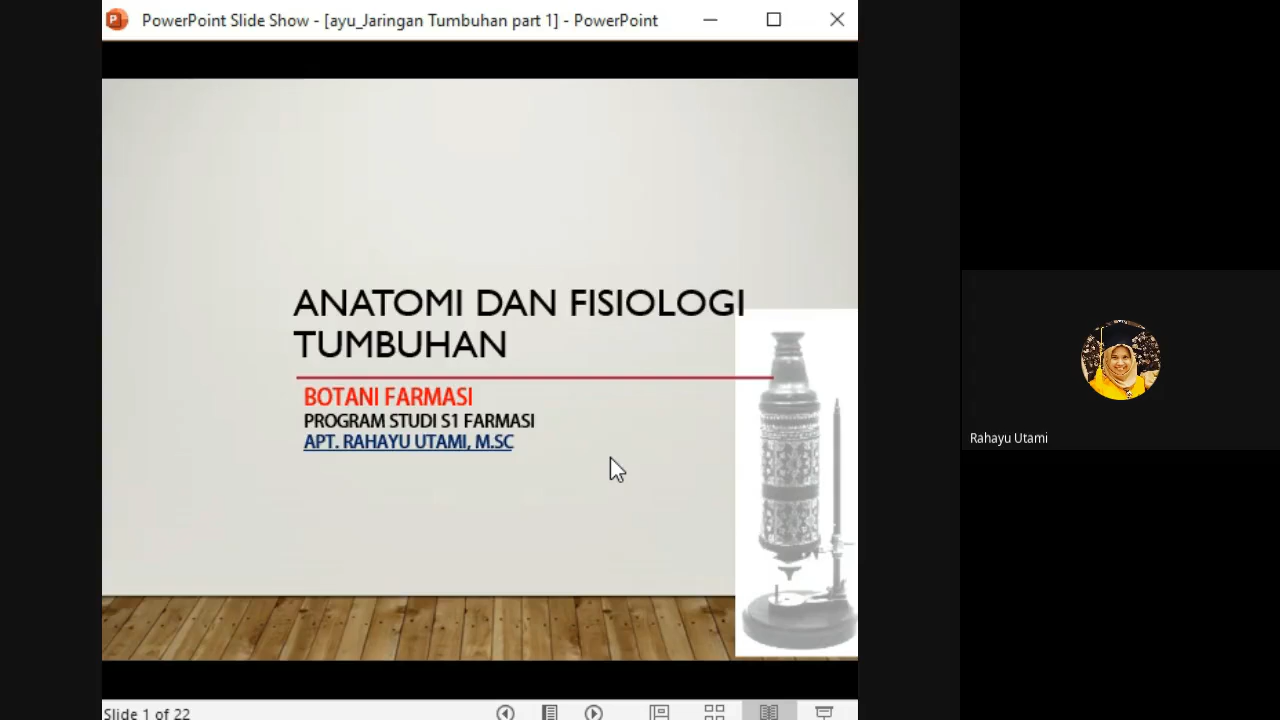 PowerPoint Slide Show - [ayu_Jaringan Tumbuhan part 1] - PowerPoint
ANATOMI DAN FISIOLOGI
TUMBUHAN
BOTANI FARMASI
PROGRAM STUDI S1 FARMASI
APT. RAHAYU UTAMI, M.SC
Rahayu Utami
Slide 1 of 22